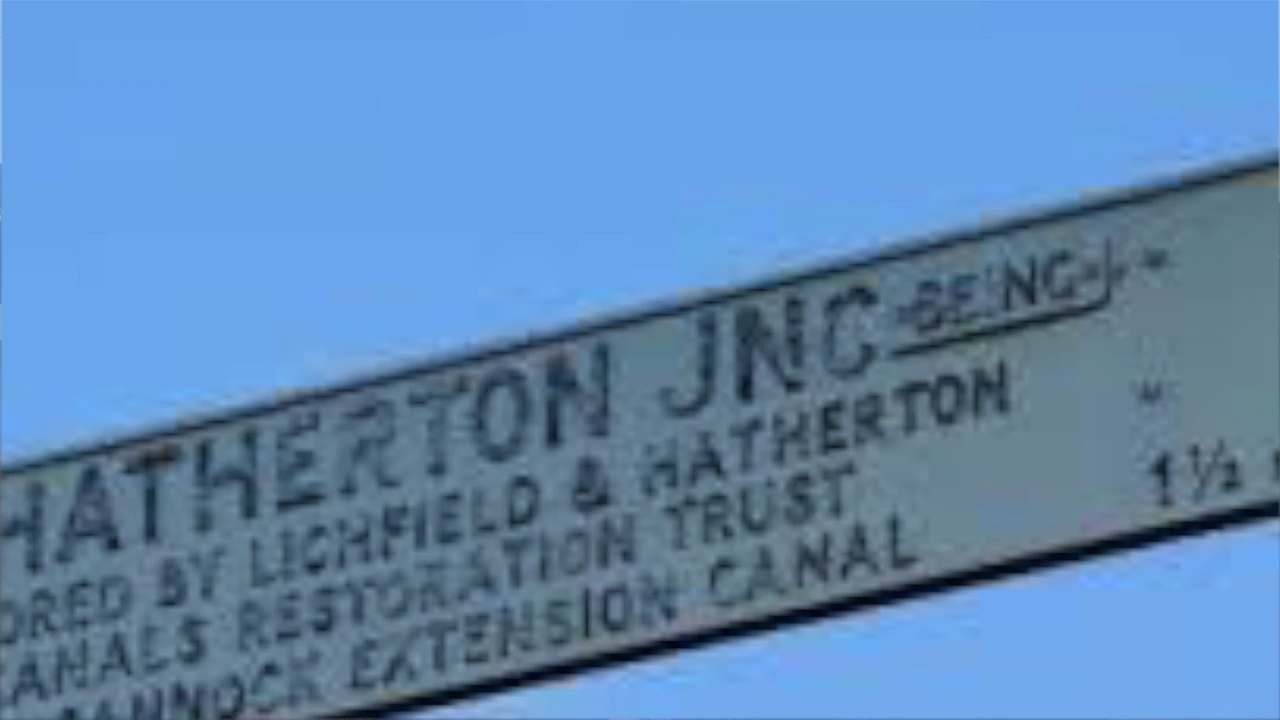 HATHERTON JNC BEING
ORED BY LICHFIELD & HATHERTON
ANALS RESTORATION TRUST
ANNOCK EXTENSION CANAL 1½